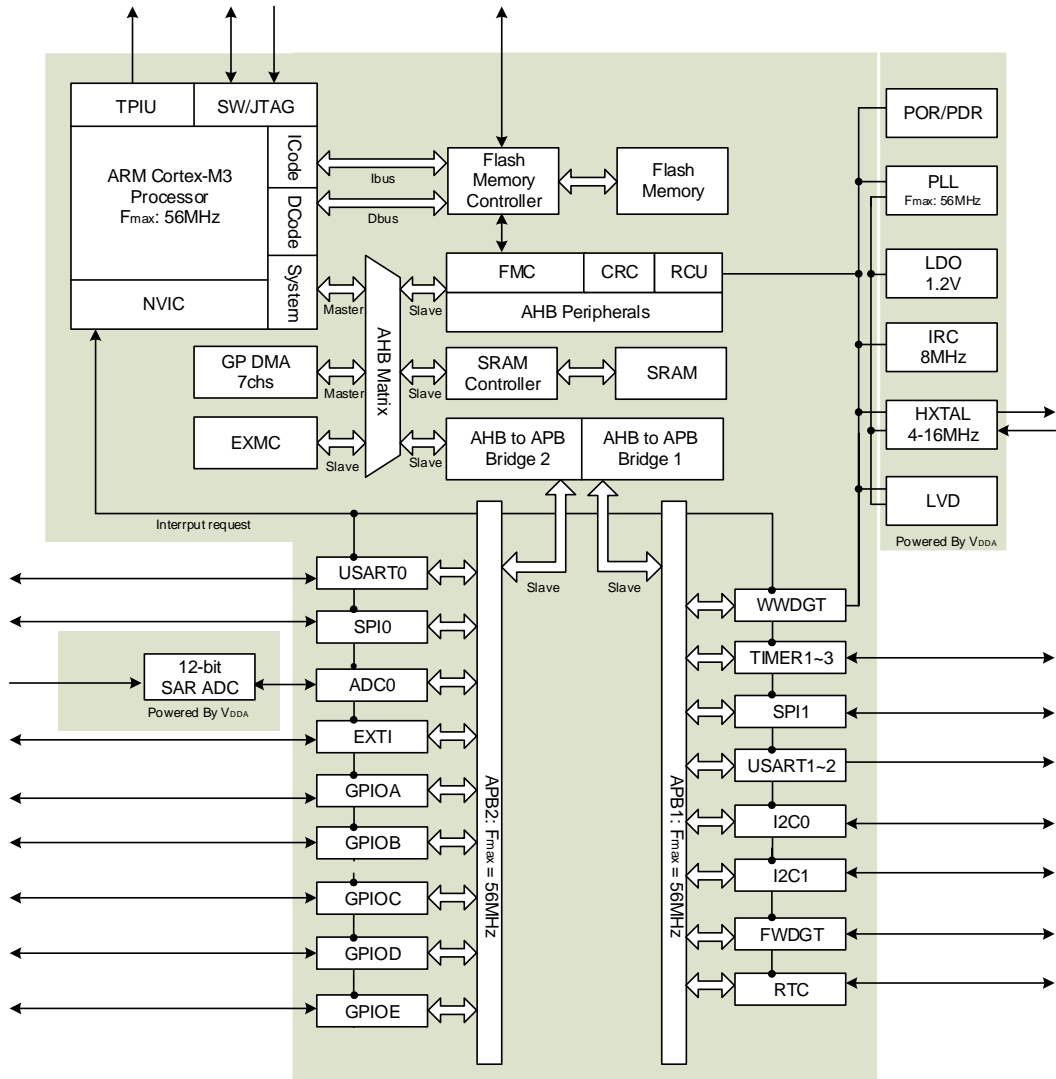 TPIU
SW/JTAG
ARM Cortex-M3
Processor
Fmax: 56MHz
ICode
DCode
System
NVIC
Ibus
Dbus
Flash
Memory
Controller
Flash
Memory
FMC
CRC
RCU
AHB Peripherals
Master
Slave
AHB Matrix
GP DMA
7chs
Master
Slave
SRAM
Controller
SRAM
EXMC
Slave
Slave
AHB to APB
Bridge 2
AHB to APB
Bridge 1
POR/PDR
PLL
Fmax: 56MHz
LDO
1.2V
IRC
8MHz
HXTAL
4-16MHz
LVD
Powered By VDDA
Interrput request
Slave
Slave
USART0
SPI0
12-bit
SAR ADC
Powered By VDDA
ADC0
EXTI
GPIOA
GPIOB
GPIOC
GPIOD
GPIOE
APB2: Fmax = 56MHz
APB1: Fmax = 56MHz
WWDGT
TIMER1~3
SPI1
USART1~2
I2C0
I2C1
FWDGT
RTC